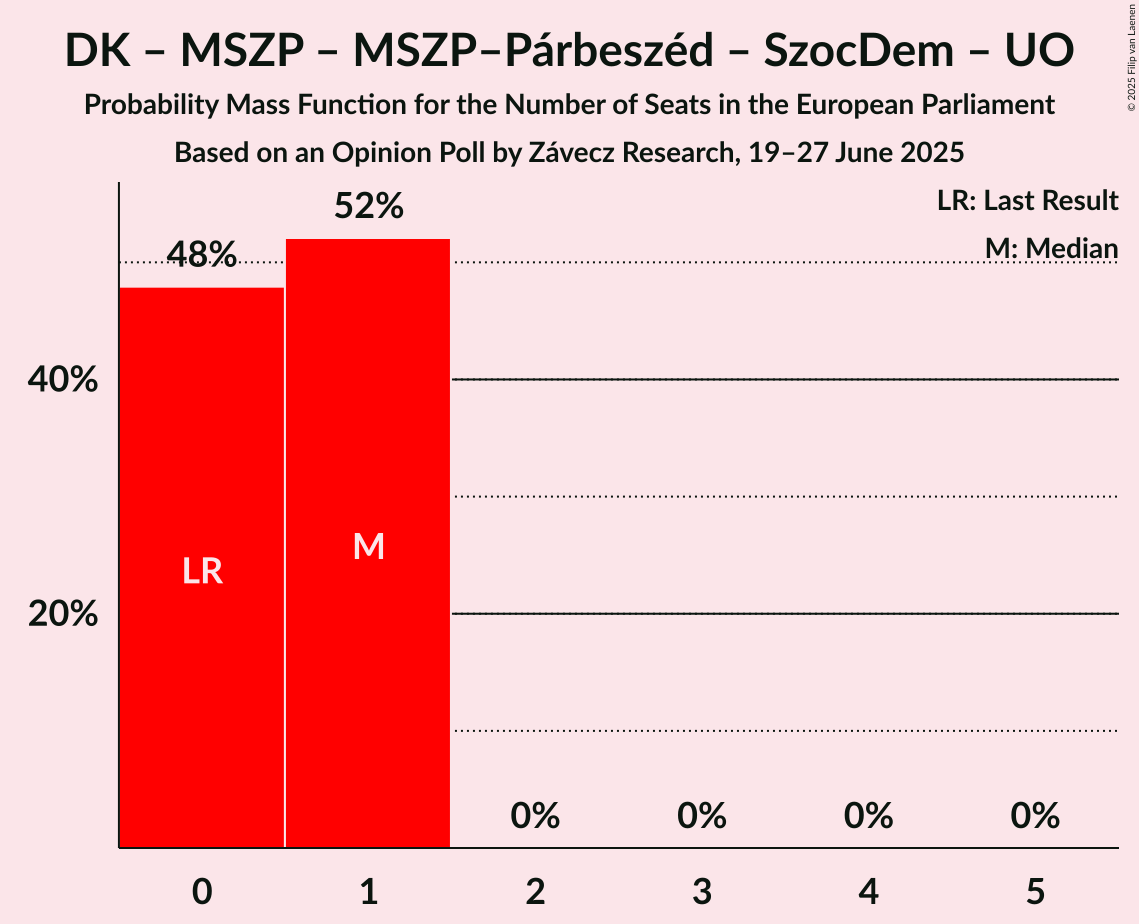 DK – MSZP – MSZP–Párbeszéd – SzocDem – UO
Probability Mass Function for the Number of Seats in the European Parliament
Based on an Opinion Poll by Závecz Research, 19–27 June 2025
© 2025 Filip van Laenen
LR: Last Result
M: Median
52%
48%
40%
20%
LR
M
0%
0%
0%
0%
0
1
2
3
4
5